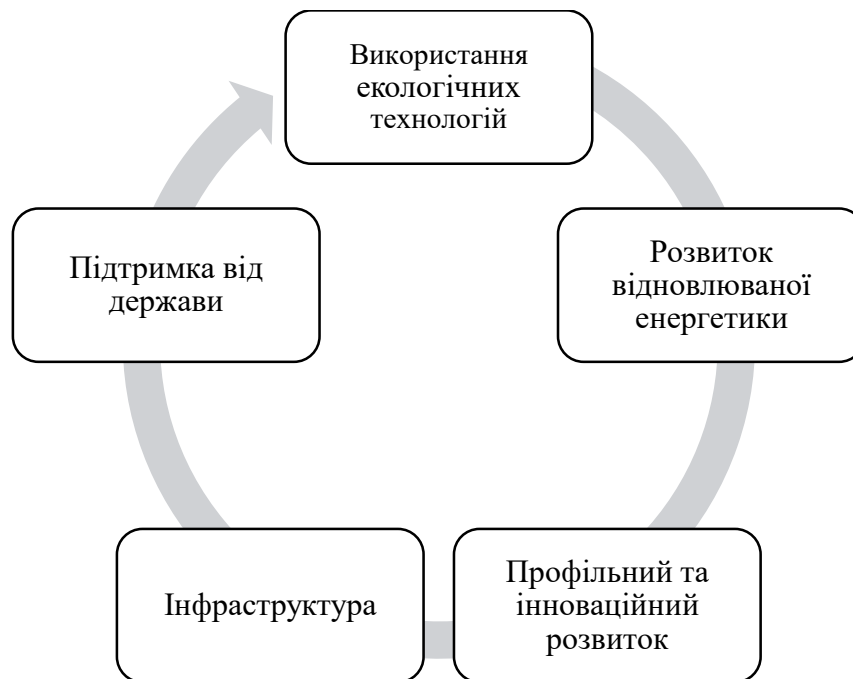 Використання
екологічних
технологій
Розвиток
відновлюваної
енергетики
Профільний та
інноваційний
розвиток
Інфраструктура
Підтримка від
держави